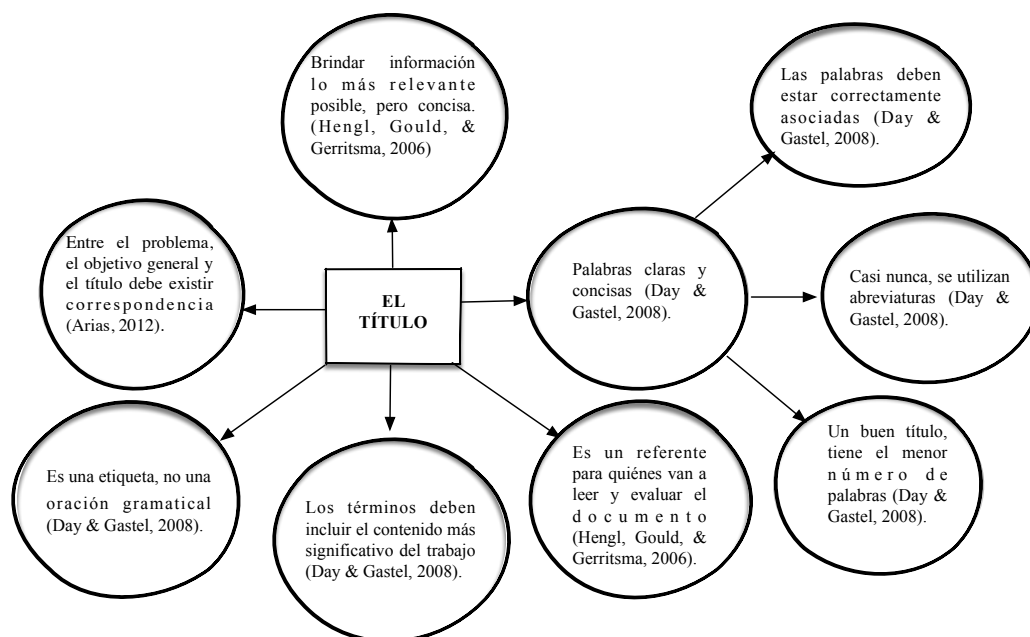 Brindar información
lo más relevante
posible, pero concisa.
(Hengl, Gould, &
Gerritsma, 2006)
Las palabras deben
estar correctamente
asociadas (Day &
Gastel, 2008).
Entre el problema,
el objetivo general y
el título debe existir
correspondencia
(Arias, 2012).
EL
TÍTULO
Palabras claras y
concisas (Day &
Gastel, 2008).
Casi nunca, se utilizan
abreviaturas (Day &
Gastel, 2008).
Es una etiqueta, no una
oración gramatical
(Day & Gastel, 2008).
Los términos deben
incluir el contenido más
significativo del trabajo
(Day & Gastel, 2008).
Es un referente
para quiénes van a
leer y evaluar el
documento
(Hengl, Gould, &
Gerritsma, 2006).
Un buen título,
tiene el menor
número de
palabras (Day &
Gastel, 2008).